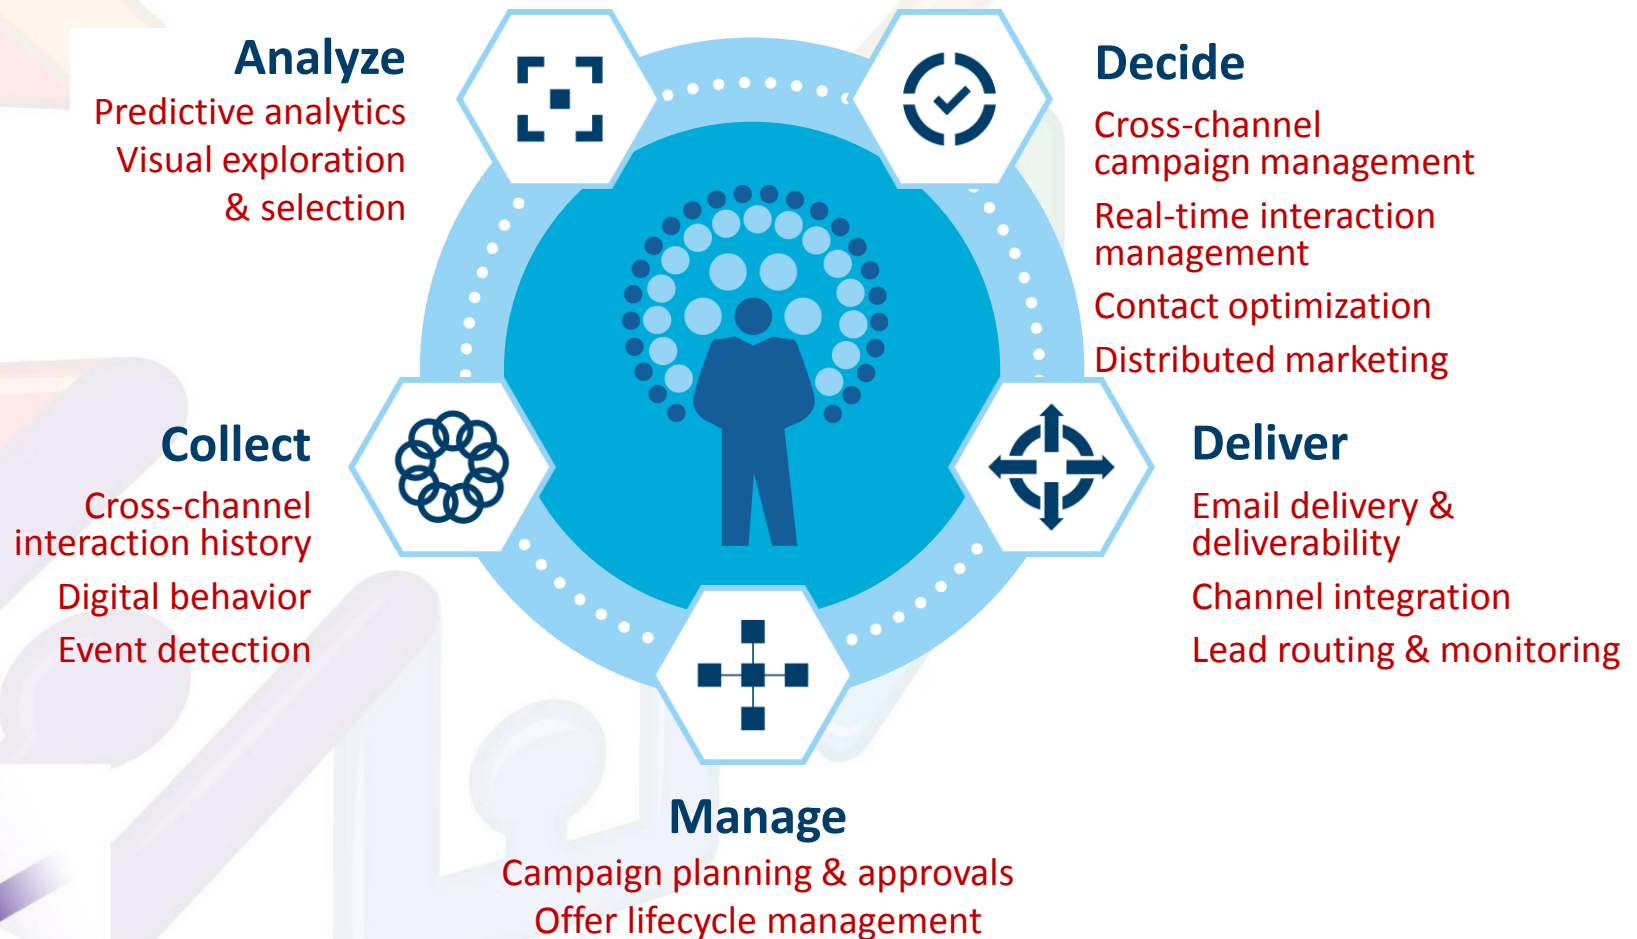 Analyze
Predictive analytics
Visual exploration
& selection
Decide
Cross-channel
campaign management
Real-time interaction
management
Contact optimization
Distributed marketing
Collect
Cross-channel
interaction history
Digital behavior
Event detection
Deliver
Email delivery &
deliverability
Channel integration
Lead routing & monitoring
Manage
Campaign planning & approvals
Offer lifecycle management